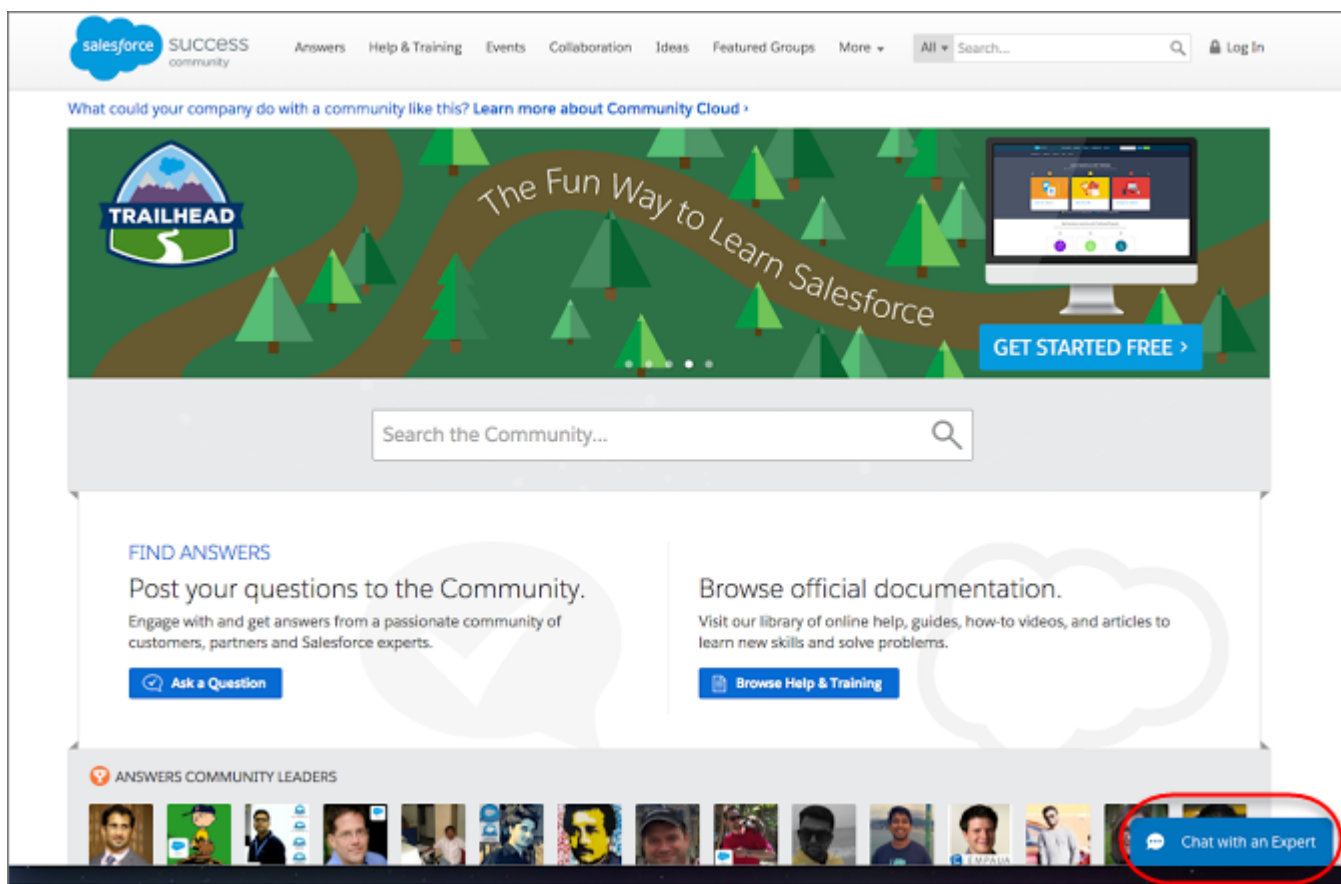 salesforce success community
Answers Help & Training Events Collaboration Ideas Featured Groups More All Search... Log In
What could your company do with a community like this? Learn more about Community Cloud ›
TRAILHEAD
The Fun Way to Learn Salesforce
GET STARTED FREE ›
Search the Community...
FIND ANSWERS
Post your questions to the Community.
Engage with and get answers from a passionate community of
customers, partners and Salesforce experts.
Ask a Question
Browse official documentation.
Visit our library of online help, guides, how-to videos, and articles to
learn new skills and solve problems.
Browse Help & Training
ANSWERS COMMUNITY LEADERS
EMPAUA
Chat with an Expert